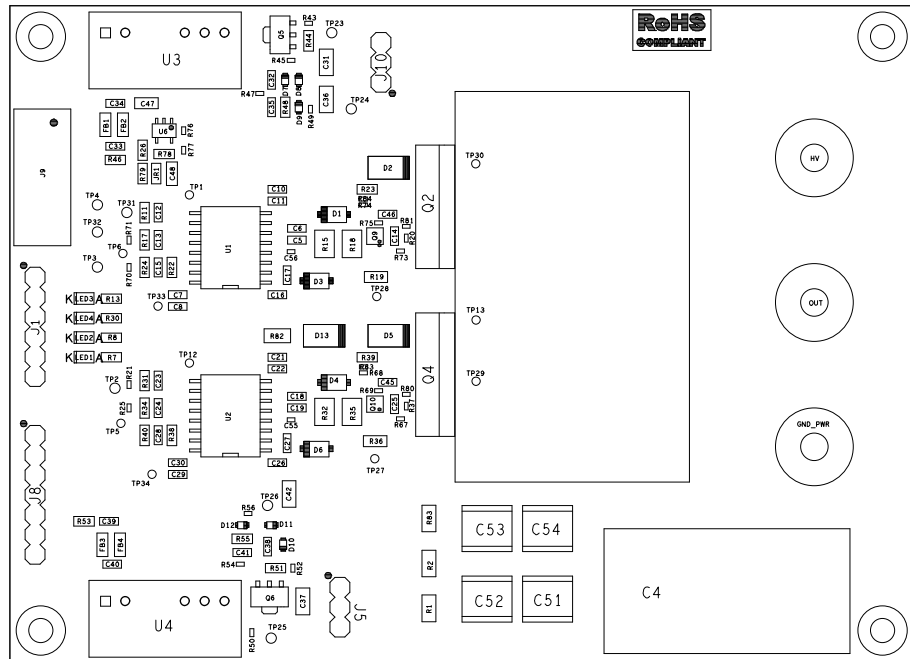 RoHS
COMPLIANT
R43
TP23
Q5
R44
U3
R45
C31
J10
C32
D7
D8
R47
C34
C47
C35
R48
D9
R49
C36
TP24
FB1
FB2
U6
R76
R77
C33
R46
R26
R78
J9
R79
JR1
C48
D2
TP30
HV
TP4
TP31
TP1
C10
C11
R23
R84
Q2
R11
C12
D1
C46
R75
R81
TP32
R71
C6
C5
R15
R18
Q9
C14
R20
R17
C13
U1
TP6
C56
R73
TP3
R70
R24
C15
R22
C17
D3
R19
TP28
J1
TP33
C7
C8
C16
K LED3 A R13
K LED4 A R30
K LED2 A R8
K LED1 A R7
OUT
TP13
R82
D13
D5
TP12
C21
C22
R39
R63
R68
Q4
TP29
TP2
R21
R31
C23
D4
C45
R69
R80
C18
C19
R32
R35
Q10
C25
R37
R25
R34
C24
U2
TP5
C55
R67
GND_PWR
R40
C28
R38
C27
D6
R36
TP27
J8
C30
C29
C26
TP34
C42
TP26
R56
R53
C39
D12
D11
R83
C53
C54
FB3
FB4
R55
C38
D10
C41
C40
R54
R51
R52
R2
C4
U4
Q6
C37
J5
R1
C52
C51
R50
TP25